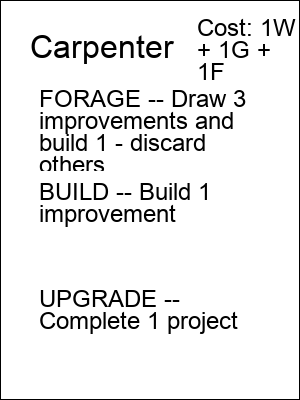 Carpenter
Cost: 1W
+ 1G +
1F
FORAGE -- Draw 3
improvements and
build 1 - discard
others
BUILD -- Build 1
improvement
UPGRADE --
Complete 1 project